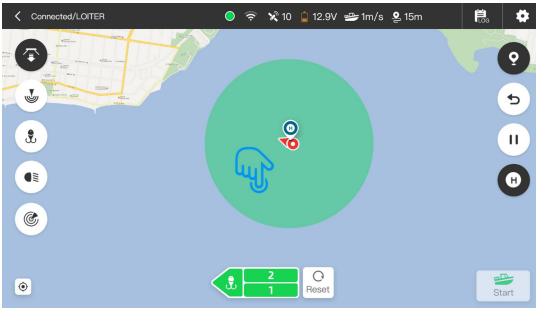 Connected/LOITER
10
12.9V
1m/s
15m
LOG
H
H
2
1
Reset
Start